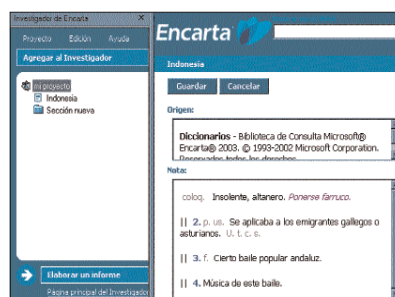 Investigador de Encarta
Proyecto Edición Ayuda
Agregar al Investigador
mi proyecto
Indonesia
Sección nueva
Elaborar un informe
Página principal del Investigador
Encarta
Indonesia
Guardar Cancelar
Origen:
Diccionarios - Biblioteca de Consulta Microsoft®
Encarta® 2003. © 1993-2002 Microsoft Corporation.
Reservados todos los derechos.
Nota:
coloq. Insolente, altanero. Ponerse farruco.
|| 2. p. us. Se aplicaba a los emigrantes gallegos o
asturianos. U. t. c. s.
|| 3. f. Cierto baile popular andaluz.
|| 4. Música de este baile.